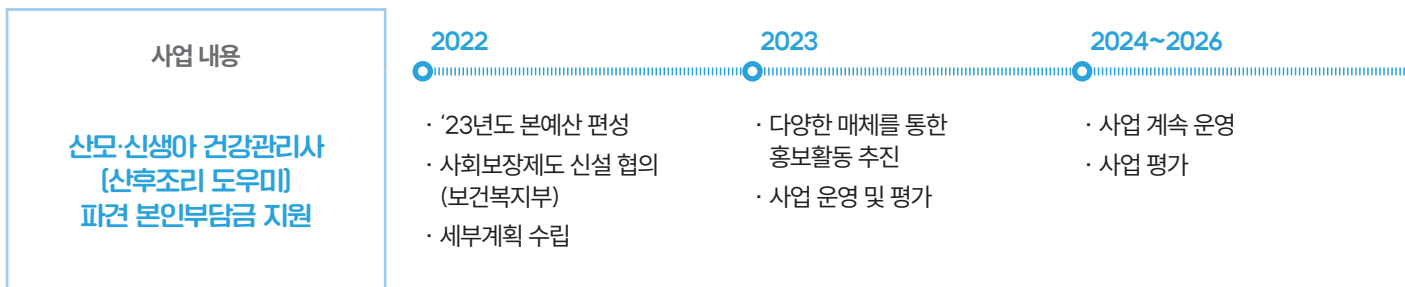 사업 내용
산모·신생아 건강관리사
(산후조리 도우미)
파견 본인부담금 지원
2022
· ’23년도 본예산 편성
· 사회보장제도 신설 협의
(보건복지부)
· 세부계획 수립
2023
· 다양한 매체를 통한
홍보활동 추진
· 사업 운영 및 평가
2024~2026
· 사업 계속 운영
· 사업 평가